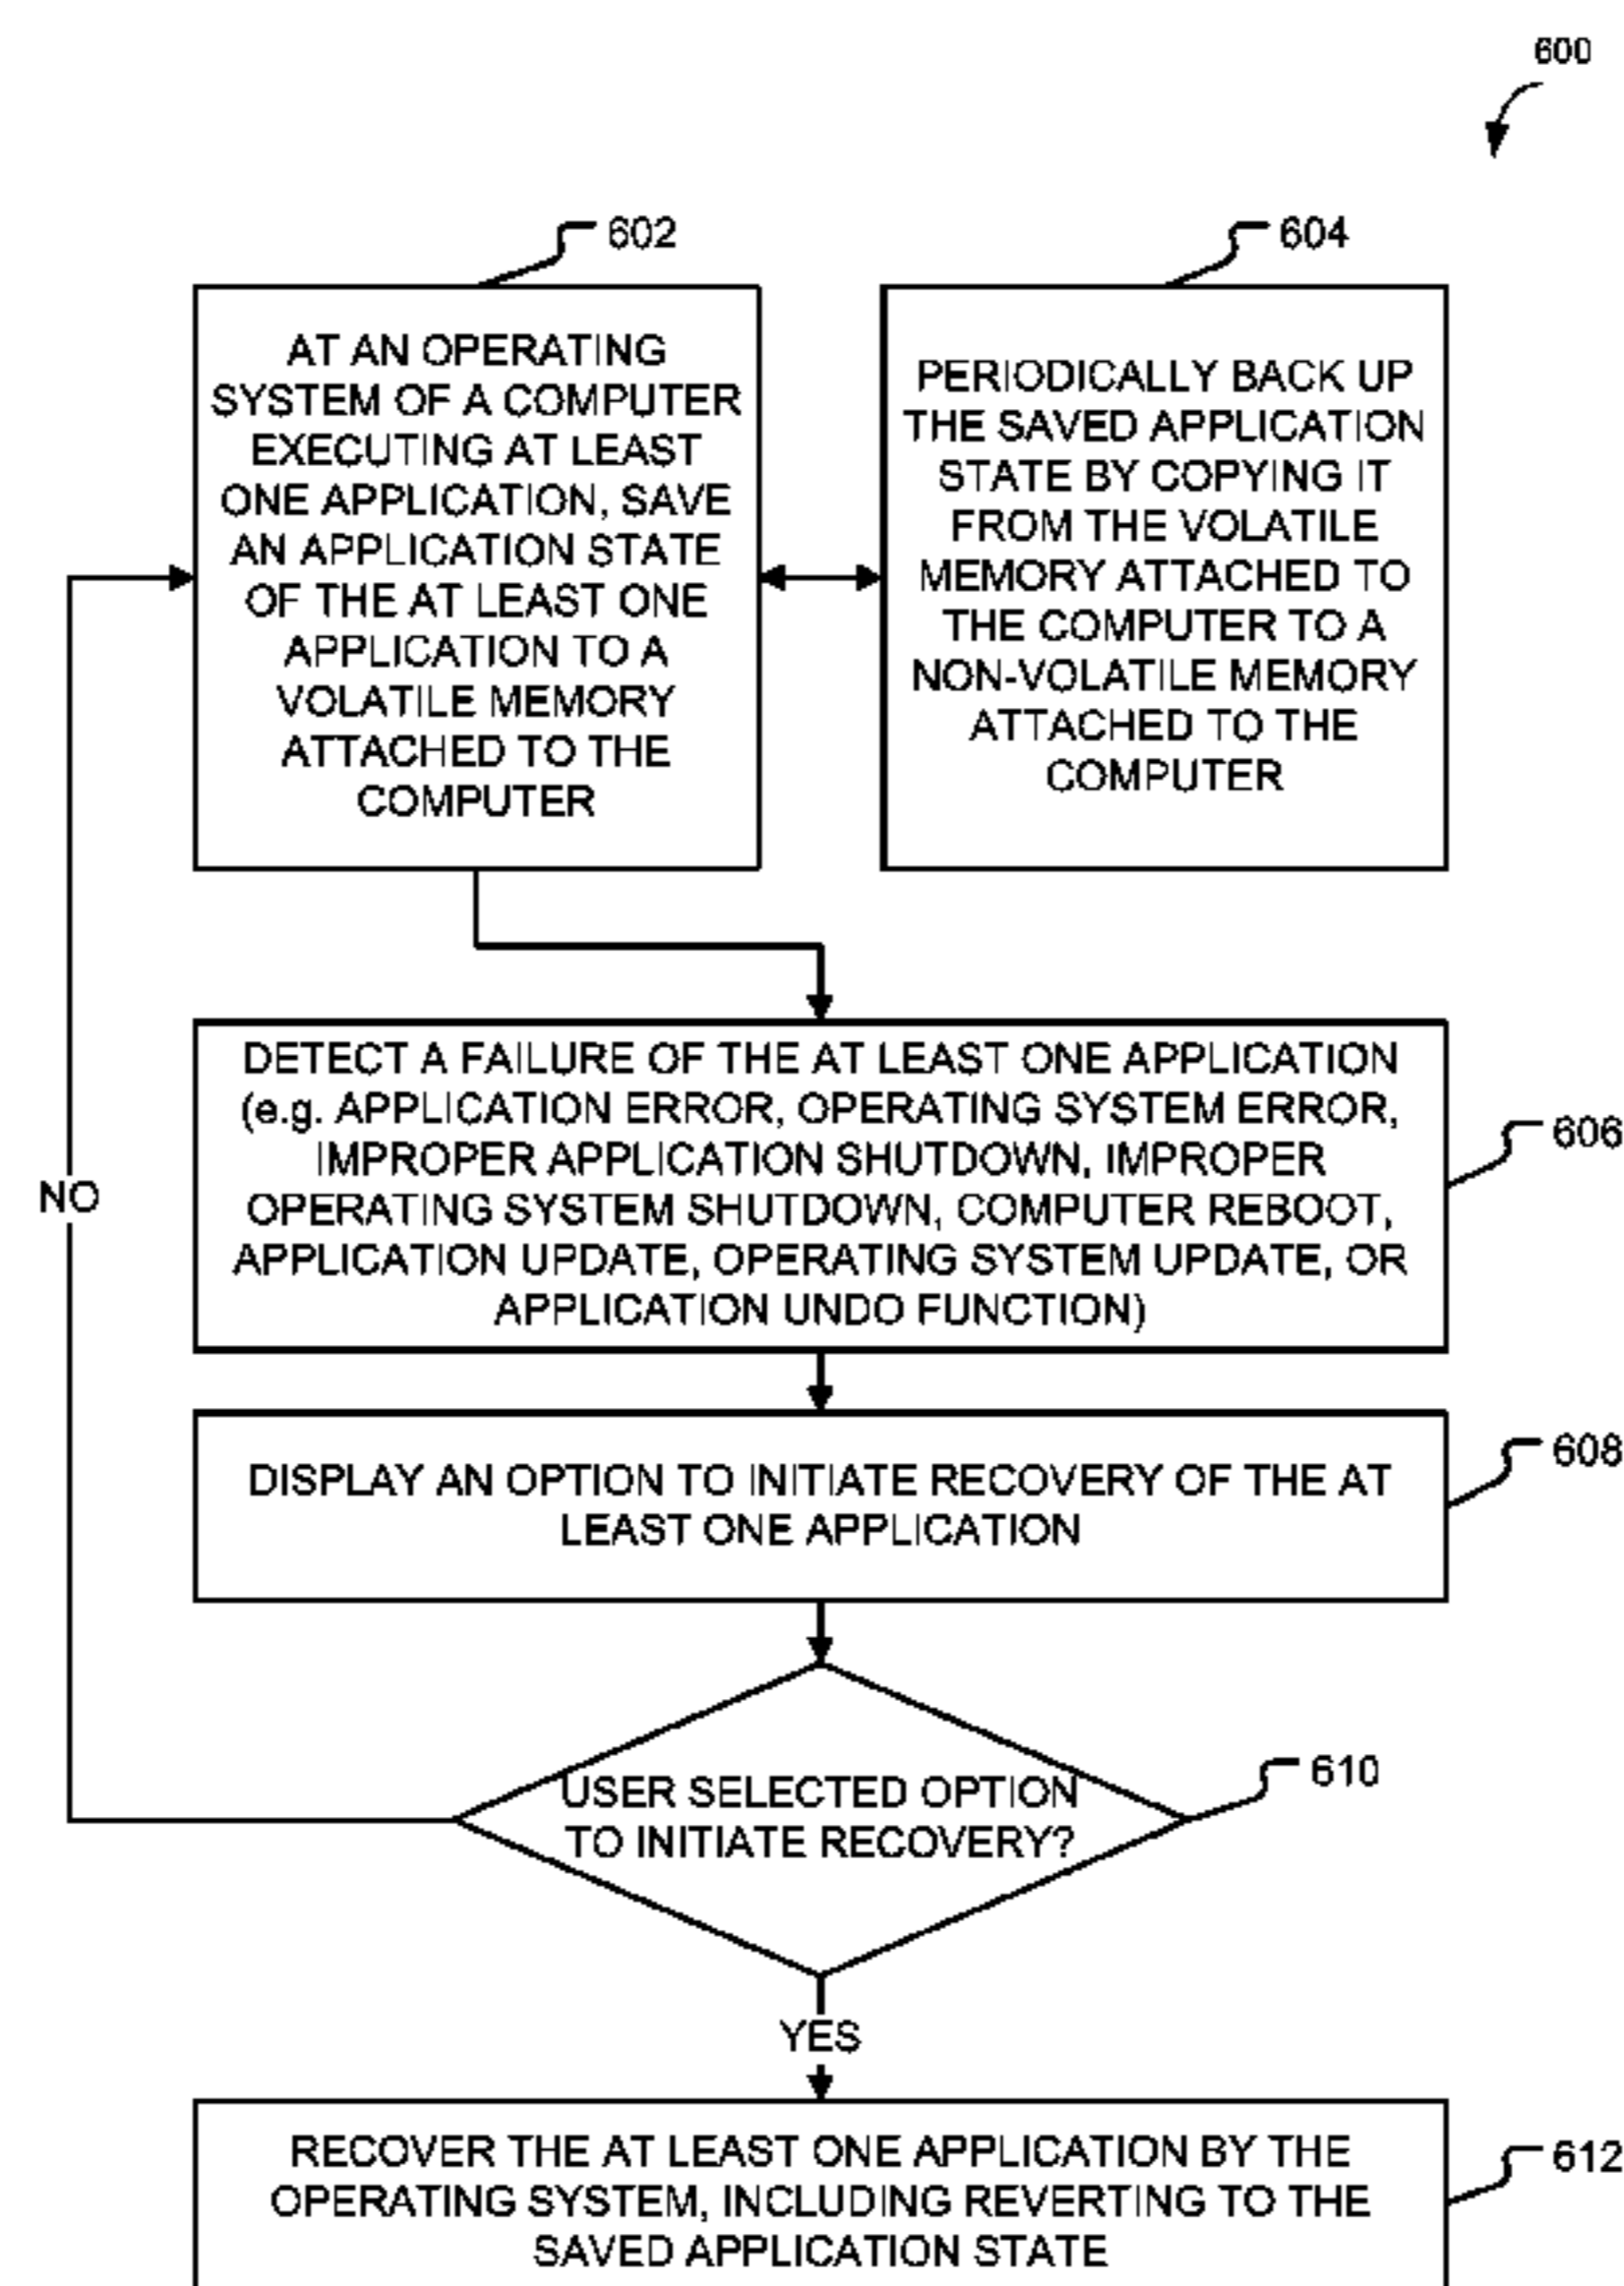 600
602
AT AN OPERATING
SYSTEM OF A COMPUTER
EXECUTING AT LEAST
ONE APPLICATION, SAVE
AN APPLICATION STATE
OF THE AT LEAST ONE
APPLICATION TO A
VOLATILE MEMORY
ATTACHED TO THE
COMPUTER
604
PERIODICALLY BACK UP
THE SAVED APPLICATION
STATE BY COPYING IT
FROM THE VOLATILE
MEMORY ATTACHED TO
THE COMPUTER TO A
NON-VOLATILE MEMORY
ATTACHED TO THE
COMPUTER
DETECT A FAILURE OF THE AT LEAST ONE APPLICATION
(e.g. APPLICATION ERROR, OPERATING SYSTEM ERROR,
IMPROPER APPLICATION SHUTDOWN, IMPROPER
OPERATING SYSTEM SHUTDOWN, COMPUTER REBOOT,
APPLICATION UPDATE, OPERATING SYSTEM UPDATE, OR
APPLICATION UNDO FUNCTION)
606
NO
DISPLAY AN OPTION TO INITIATE RECOVERY OF THE AT
LEAST ONE APPLICATION
608
USER SELECTED OPTION
TO INITIATE RECOVERY?
610
YES
RECOVER THE AT LEAST ONE APPLICATION BY THE
OPERATING SYSTEM, INCLUDING REVERTING TO THE
SAVED APPLICATION STATE
612